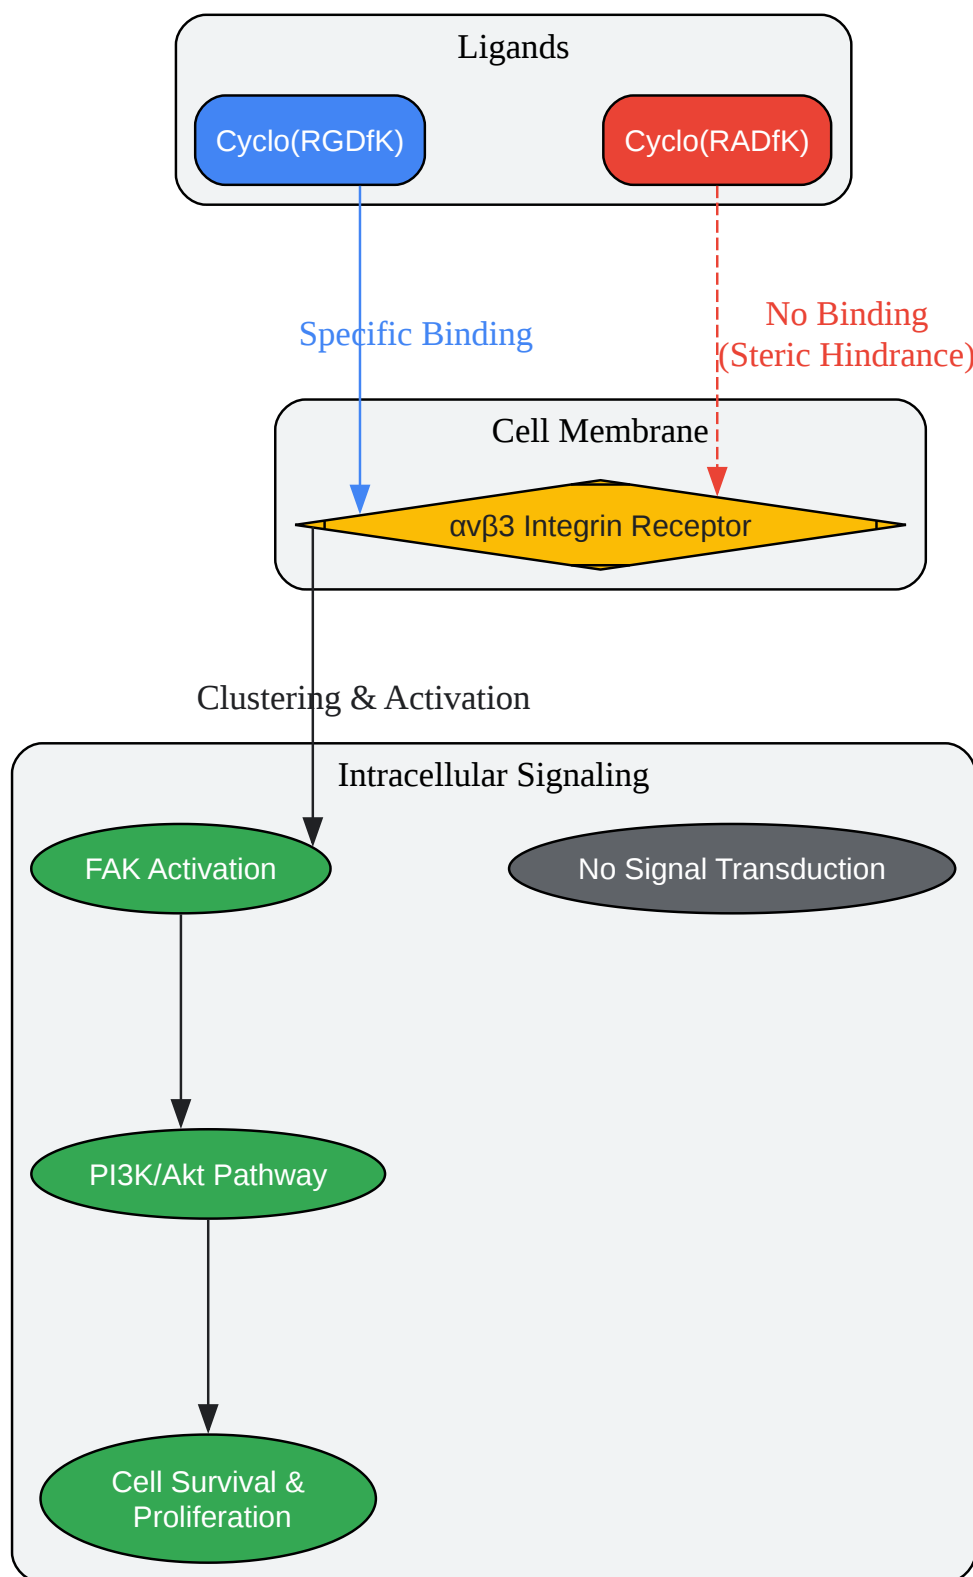 Ligands
Cyclo(RGDfK)
Cyclo(RADfK)
Specific Binding
No Binding
(Steric Hindrance)
Cell Membrane
αvβ3 Integrin Receptor
Clustering & Activation
Intracellular Signaling
FAK Activation
No Signal Transduction
PI3K/Akt Pathway
Cell Survival &
Proliferation